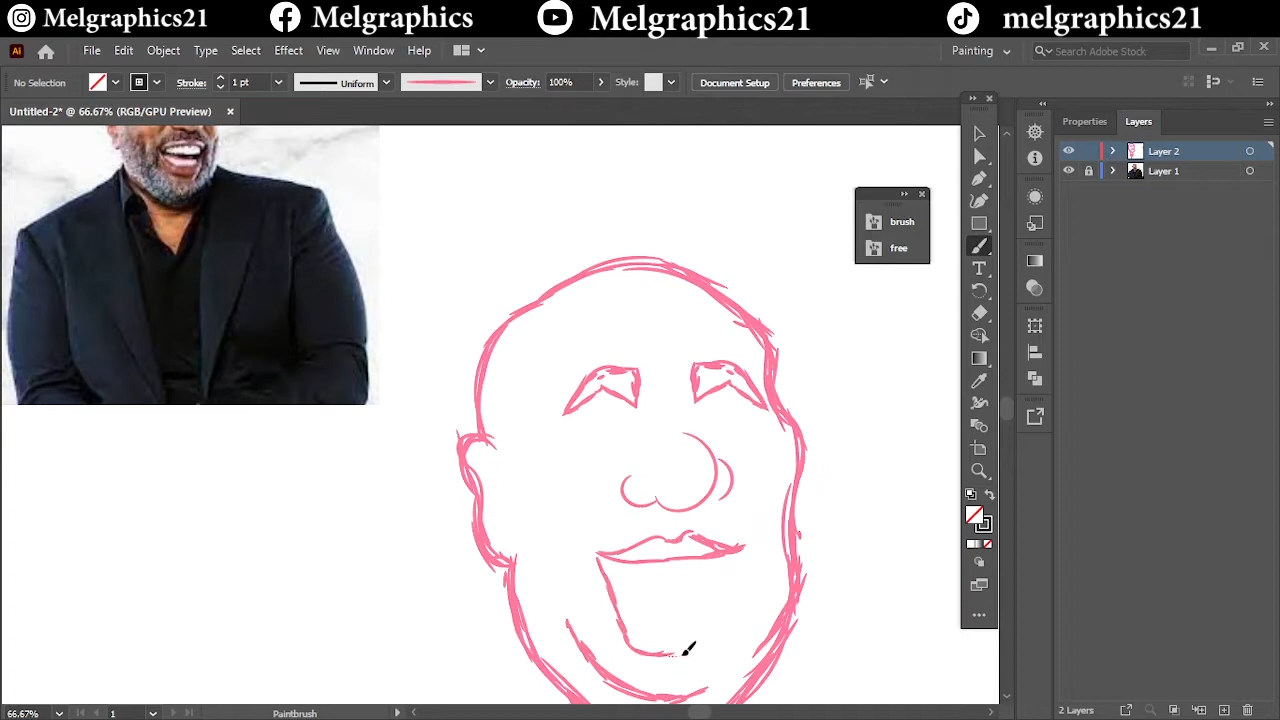 Melgraphics21 Melgraphics Melgraphics21 melgraphics21
Ai File Edit Object Type Select Effect View Window Help Painting Search Adobe Stock
No Selection Stroke: 1 pt Uniform Opacity: 100% Style: Document Setup Preferences
Untitled-2* @ 66.67% (RGB/GPU Preview)
Properties Layers
Layer 2
Layer 1
brush
free
66.67% 1 Paintbrush 2 Layers